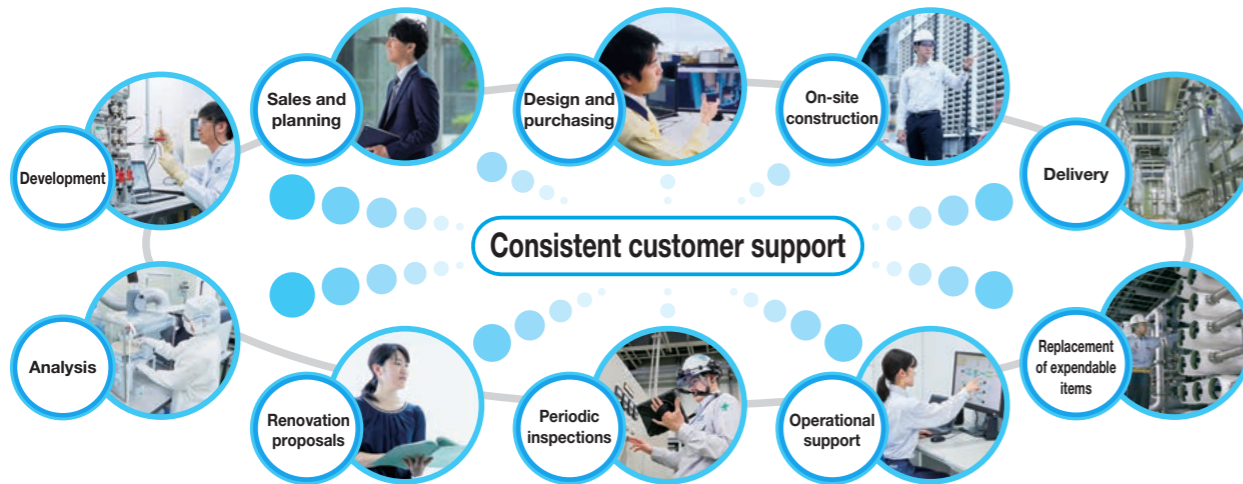 Sales and
planning
Design and
purchasing
On-site
construction
Development
Delivery
Consistent customer support
Analysis
Renovation
proposals
Periodic
inspections
Operational
support
Replacement
of expendable
items